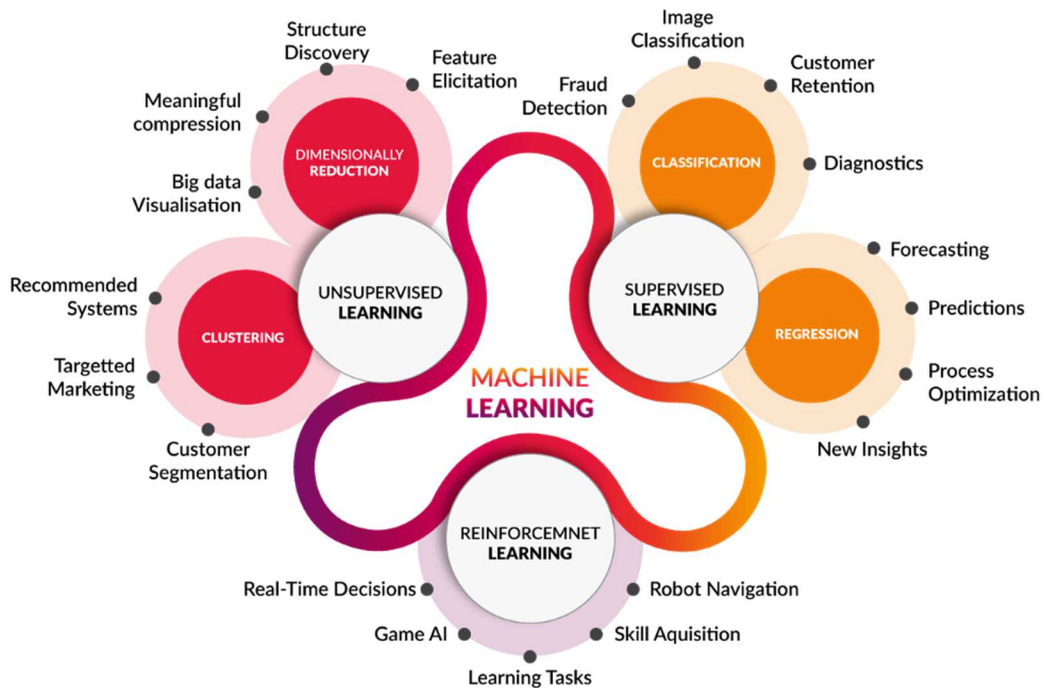 Structure
Discovery
Feature
Elicitation
Meaningful
compression
Big data
Visualisation
DIMENSIONALLY
REDUCTION
Recommended
Systems
Targetted
Marketing
Customer
Segmentation
CLUSTERING
UNSUPERVISED
LEARNING
Image
Classification
Fraud
Detection
Customer
Retention
Diagnostics
CLASSIFICATION
SUPERVISED
LEARNING
Forecasting
Predictions
Process
Optimization
New Insights
REGRESSION
MACHINE
LEARNING
REINFORCEMNET
LEARNING
Real-Time Decisions
Game AI
Learning Tasks
Skill Aquisition
Robot Navigation